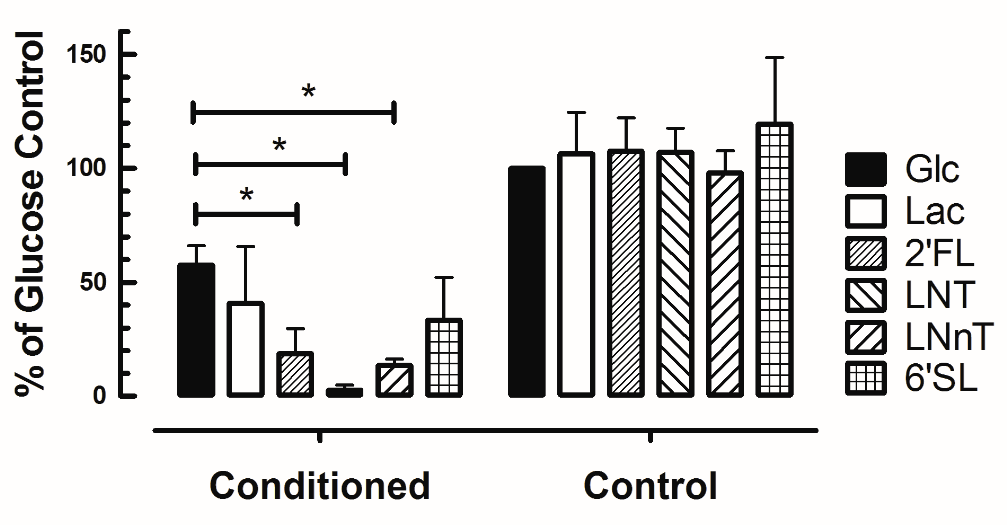 % of Glucose Control
150
100
50
0
*
*
*
Conditioned
Control
Glc
Lac
2'FL
LNT
LNnT
6'SL